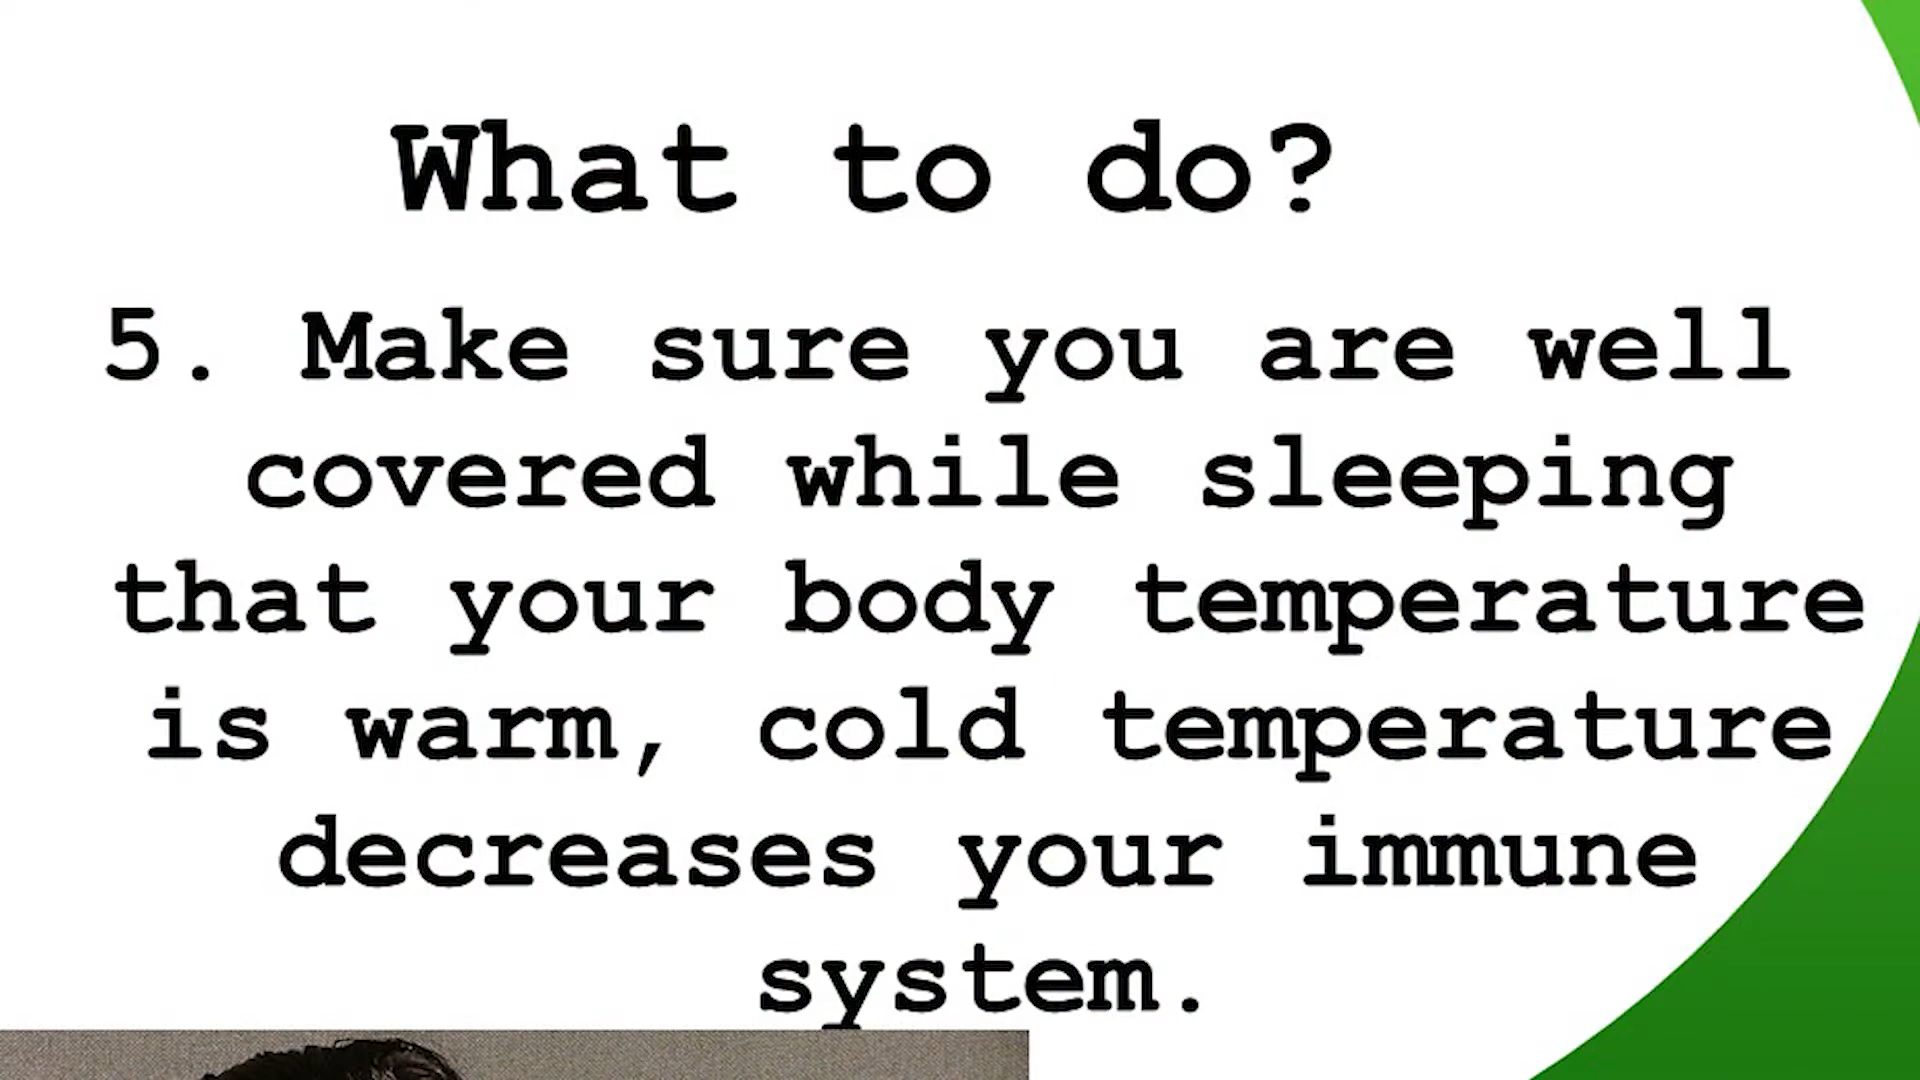 What to do?
5. Make sure you are well
covered while sleeping
that your body temperature
is warm, cold temperature
decreases your immune
system.